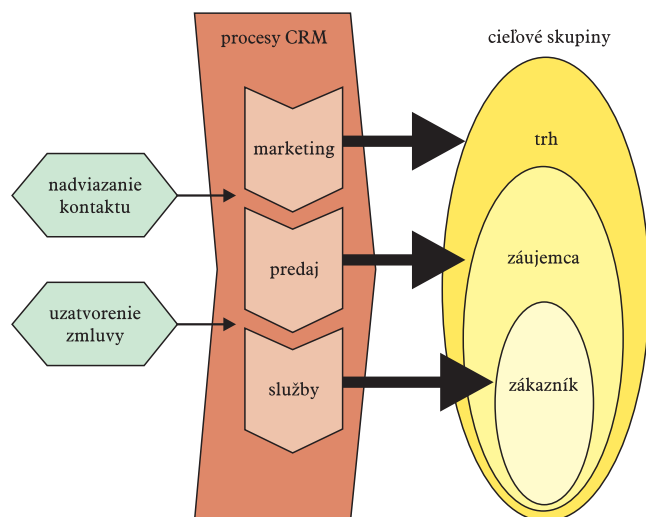 procesy CRM
cieľové skupiny
marketing
trh
nadviazanie
kontaktu
predaj
záujemca
uzatvorenie
zmluvy
služby
zákazník